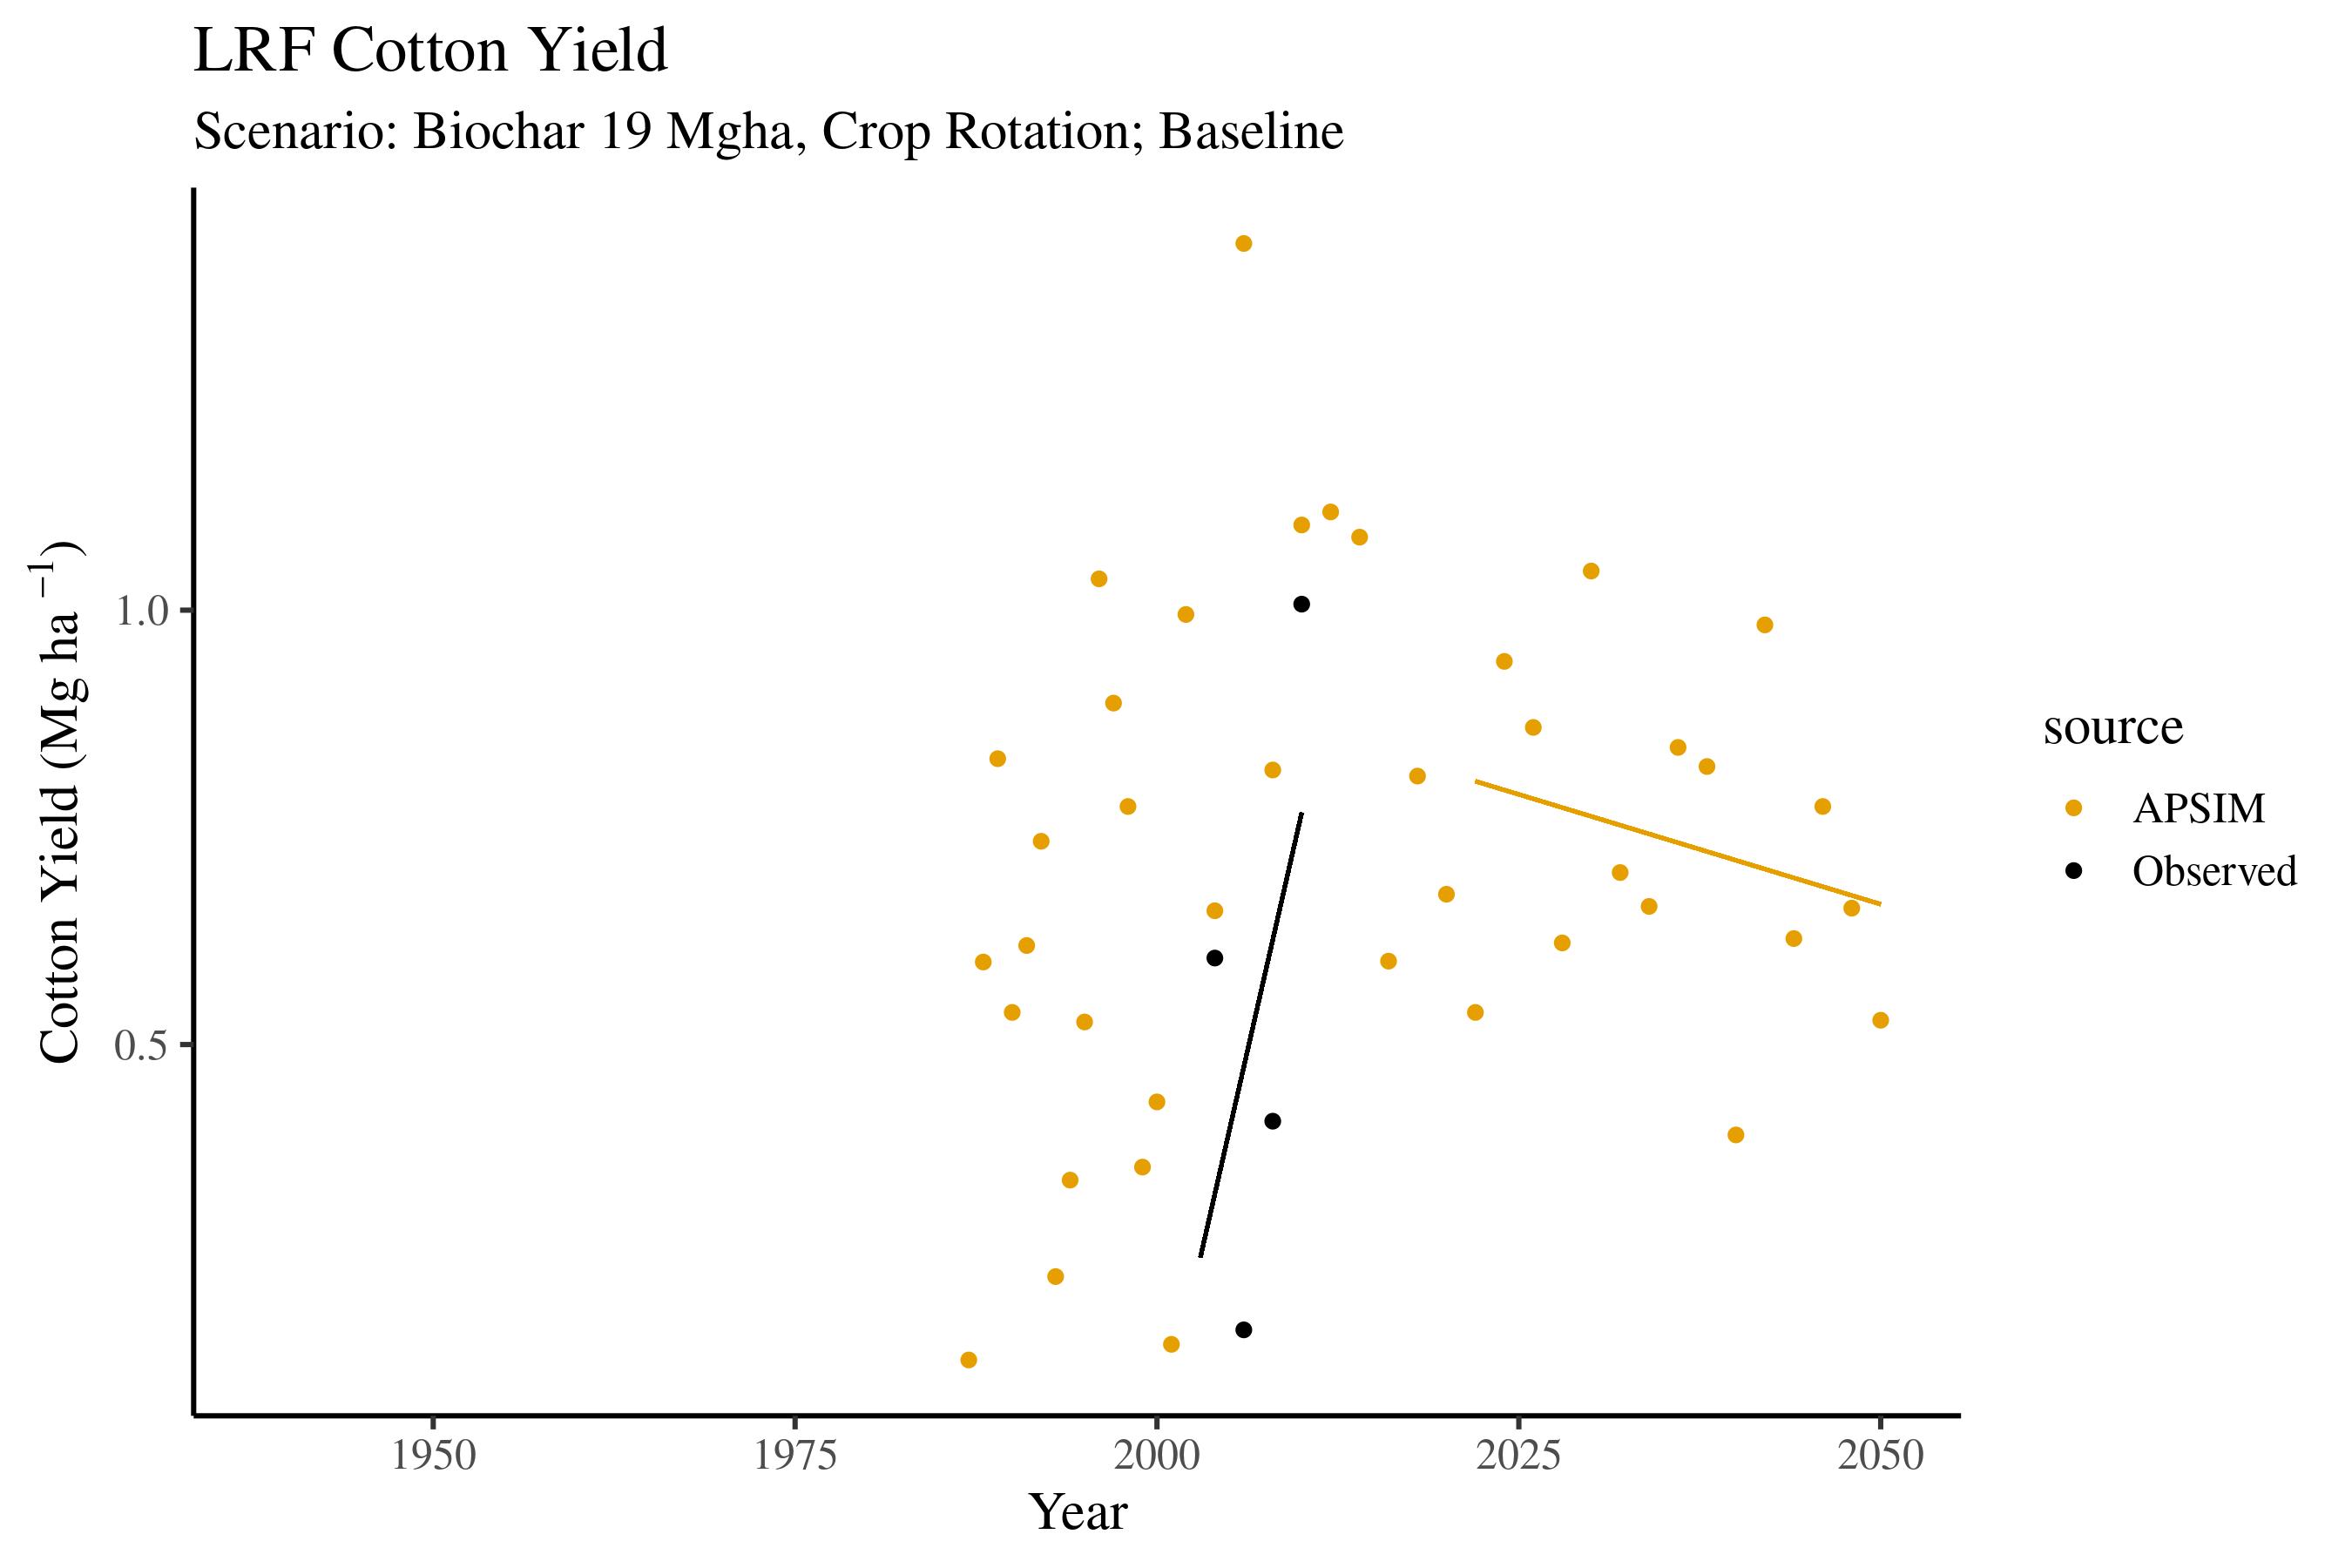 LRF Cotton Yield
Scenario: Biochar 19 Mgha, Crop Rotation; Baseline
Cotton Yield (Mg ha −1)
1.0
0.5
1950 1975 2000 2025 2050
Year
source
APSIM
Observed